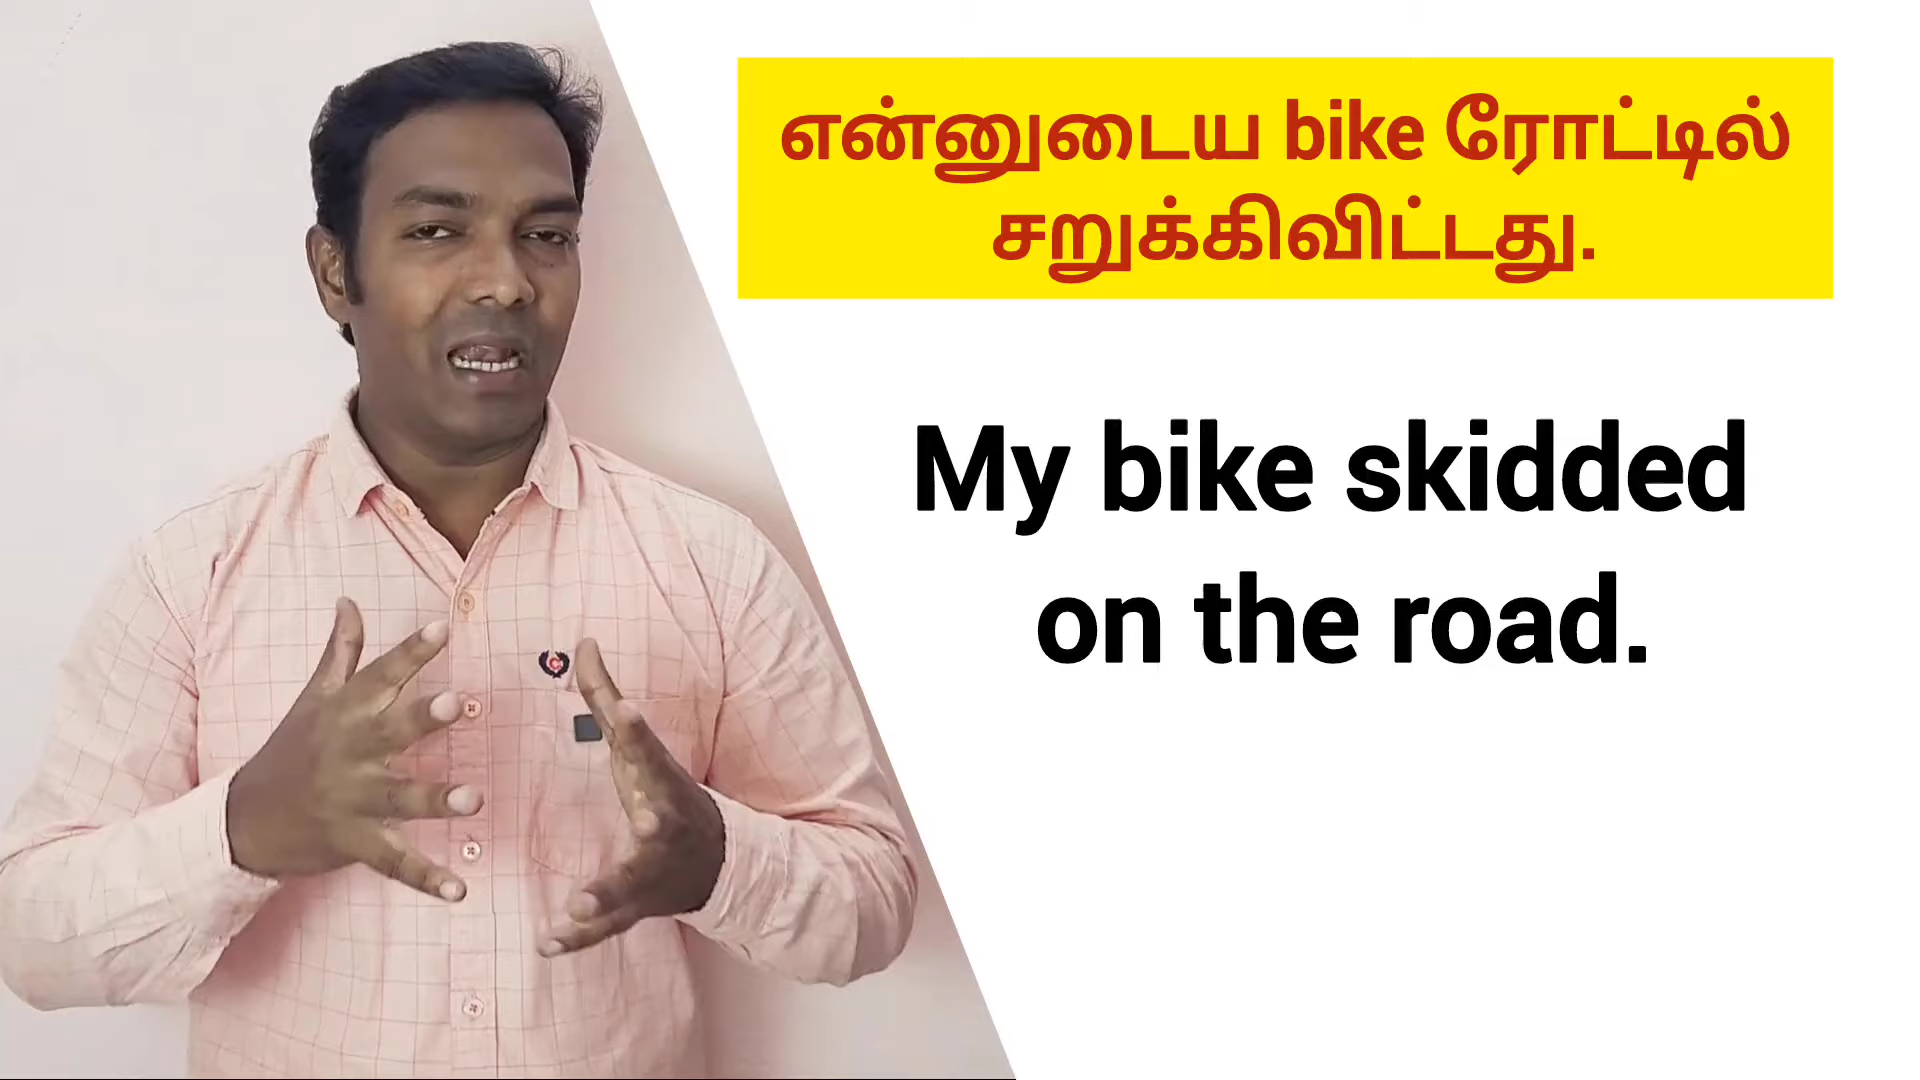 என்னுடைய bike ரோட்டில்
சறுக்கிவிட்டது.
My bike skidded
on the road.